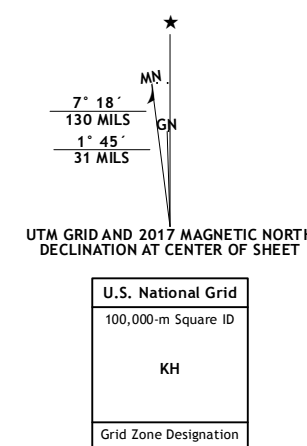 ★
MN
7° 18´
130 MILS
GN
1° 45´
31 MILS
UTM GRID AND 2017 MAGNETIC NORTH
DECLINATION AT CENTER OF SHEET
U.S. National Grid
100,000-m Square ID
KH
Grid Zone Designation